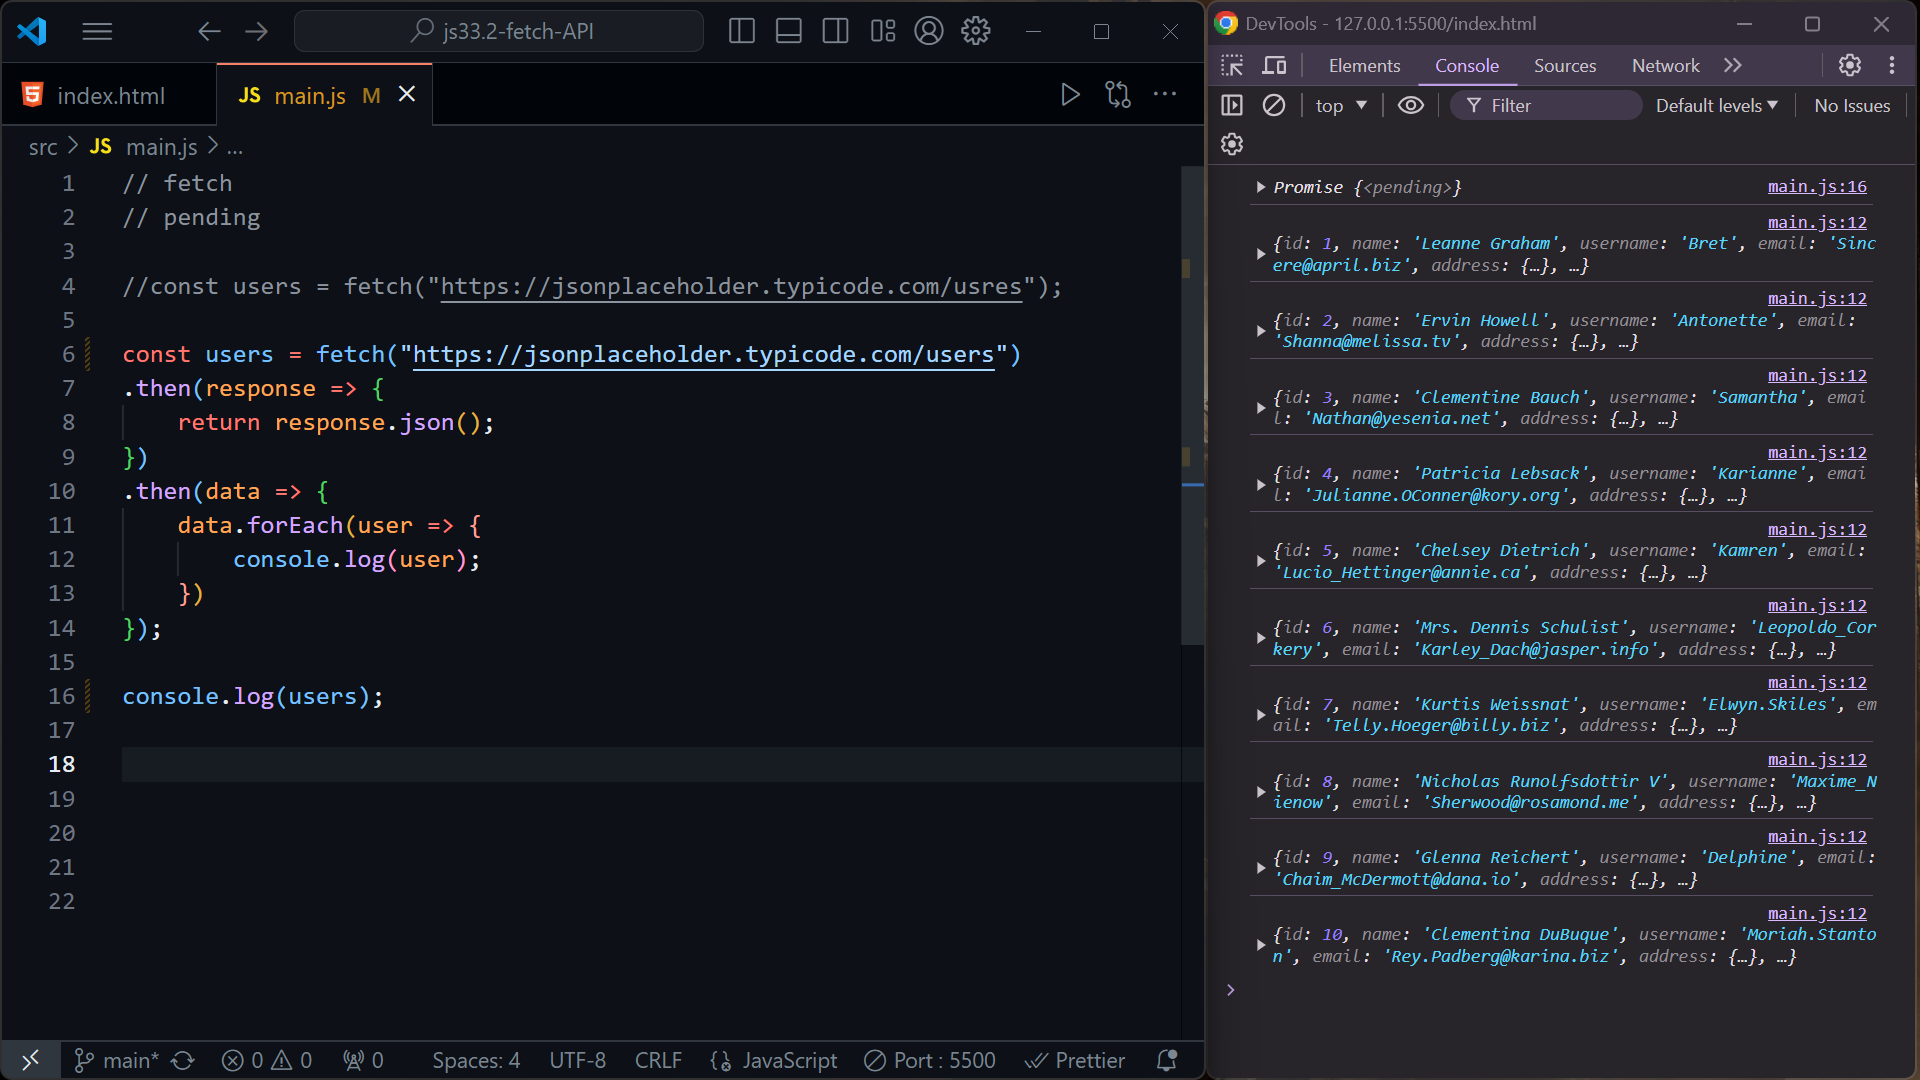 js33.2-fetch-API
index.html
JS main.js M
src > JS main.js > ...
1 // fetch
2 // pending
3
4 //const users = fetch("https://jsonplaceholder.typicode.com/usres");
5
6 const users = fetch("https://jsonplaceholder.typicode.com/users")
7 .then(response => {
8 return response.json();
9 })
10 .then(data => {
11 data.forEach(user => {
12 console.log(user);
13 })
14 });
15
16 console.log(users);
17
18
19
20
21
22
main* 0 0 0 Spaces: 4 UTF-8 CRLF JavaScript Port : 5500 Prettier
DevTools - 127.0.0.1:5500/index.html
Elements Console Sources Network
top Filter Default levels No Issues
Promise {<pending>} main.js:16
main.js:12
{id: 1, name: 'Leanne Graham', username: 'Bret', email: 'Sinc
ere@april.biz', address: {…}, …}
main.js:12
{id: 2, name: 'Ervin Howell', username: 'Antonette', email:
'Shanna@melissa.tv', address: {…}, …}
main.js:12
{id: 3, name: 'Clementine Bauch', username: 'Samantha', emai
l: 'Nathan@yesenia.net', address: {…}, …}
main.js:12
{id: 4, name: 'Patricia Lebsack', username: 'Karianne', emai
l: 'Julianne.OConner@kory.org', address: {…}, …}
main.js:12
{id: 5, name: 'Chelsey Dietrich', username: 'Kamren', email:
'Lucio_Hettinger@annie.ca', address: {…}, …}
main.js:12
{id: 6, name: 'Mrs. Dennis Schulist', username: 'Leopoldo_Cor
kery', email: 'Karley_Dach@jasper.info', address: {…}, …}
main.js:12
{id: 7, name: 'Kurtis Weissnat', username: 'Elwyn.Skiles', em
ail: 'Telly.Hoeger@billy.biz', address: {…}, …}
main.js:12
{id: 8, name: 'Nicholas Runolfsdottir V', username: 'Maxime_N
ienow', email: 'Sherwood@rosamond.me', address: {…}, …}
main.js:12
{id: 9, name: 'Glenna Reichert', username: 'Delphine', email:
'Chaim_McDermott@dana.io', address: {…}, …}
main.js:12
{id: 10, name: 'Clementina DuBuque', username: 'Moriah.Stanto
n', email: 'Rey.Padberg@karina.biz', address: {…}, …}